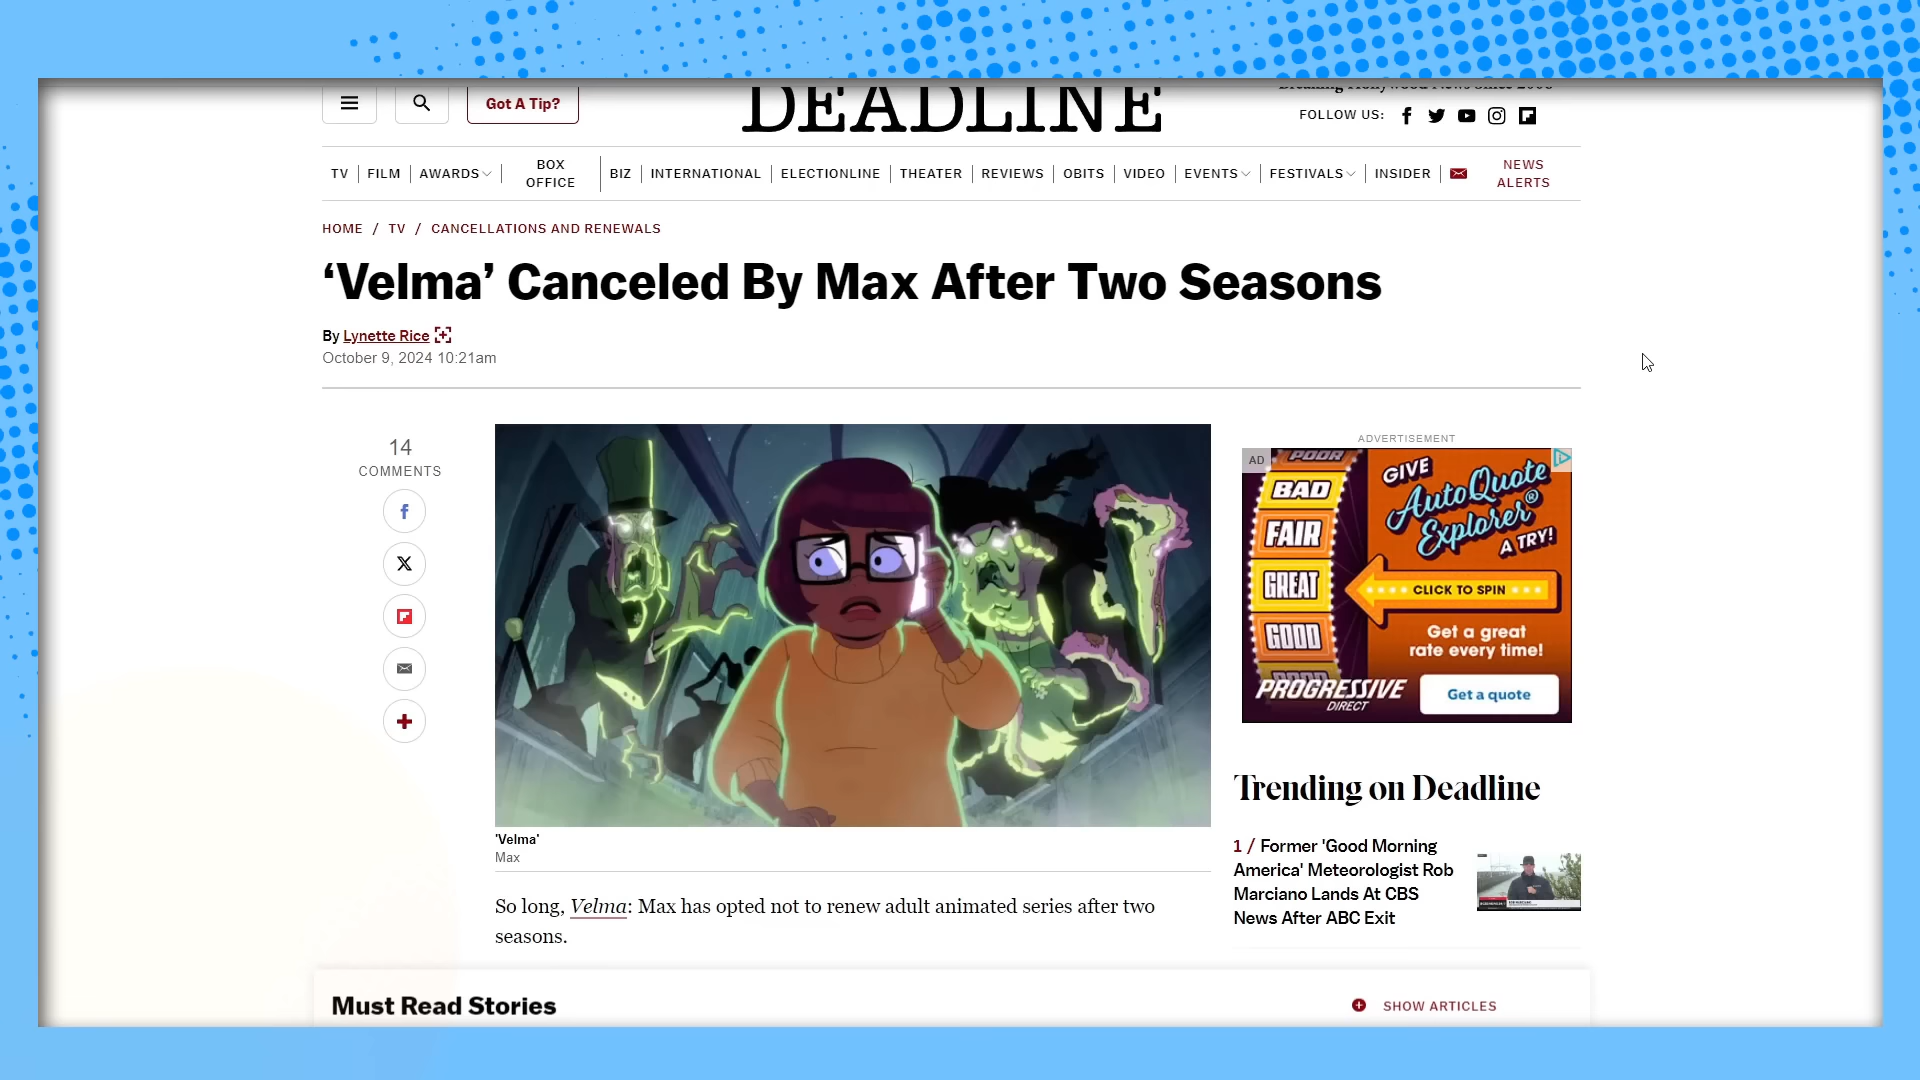 Got A Tip?
DEADLINE
Breaking Hollywood News Since 2006
FOLLOW US:
TV
FILM
AWARDS
BOX
OFFICE
BIZ
INTERNATIONAL
ELECTIONLINE
THEATER
REVIEWS
OBITS
VIDEO
EVENTS
FESTIVALS
INSIDER
NEWS
ALERTS
HOME / TV / CANCELLATIONS AND RENEWALS
‘Velma’ Canceled By Max After Two Seasons
By Lynette Rice
October 9, 2024 10:21am
14
COMMENTS
'Velma'
Max
So long, Velma: Max has opted not to renew adult animated series after two
seasons.
ADVERTISEMENT
AD
POOR
BAD
FAIR
GREAT
GOOD
GIVE
AutoQuote
Explorer®
A TRY!
CLICK TO SPIN
Get a great
rate every time!
PROGRESSIVE
DIRECT
Get a quote
Trending on Deadline
1 / Former 'Good Morning
America' Meteorologist Rob
Marciano Lands At CBS
News After ABC Exit
Must Read Stories
SHOW ARTICLES